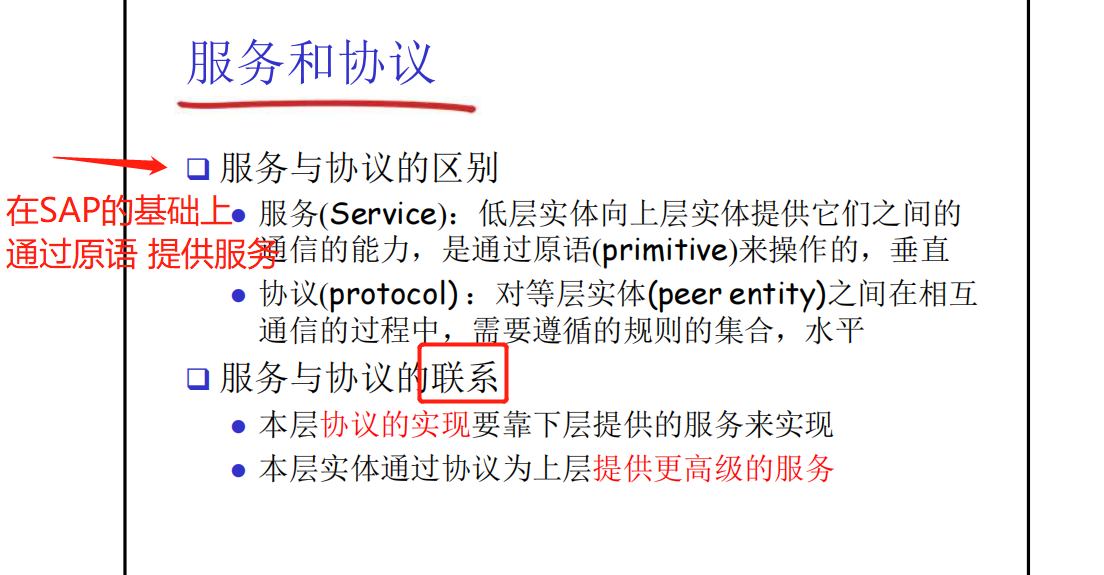 服务和协议
服务与协议的区别
在SAP的基础上
通过原语 提供服务
服务(Service)：低层实体向上层实体提供它们之间的
通信的能力，是通过原语(primitive)来操作的，垂直
协议(protocol)：对等层实体(peer entity)之间在相互
通信的过程中，需要遵循的规则的集合，水平
服务与协议的联系
本层协议的实现要靠下层提供的服务来实现
本层实体通过协议为上层提供更高级的服务